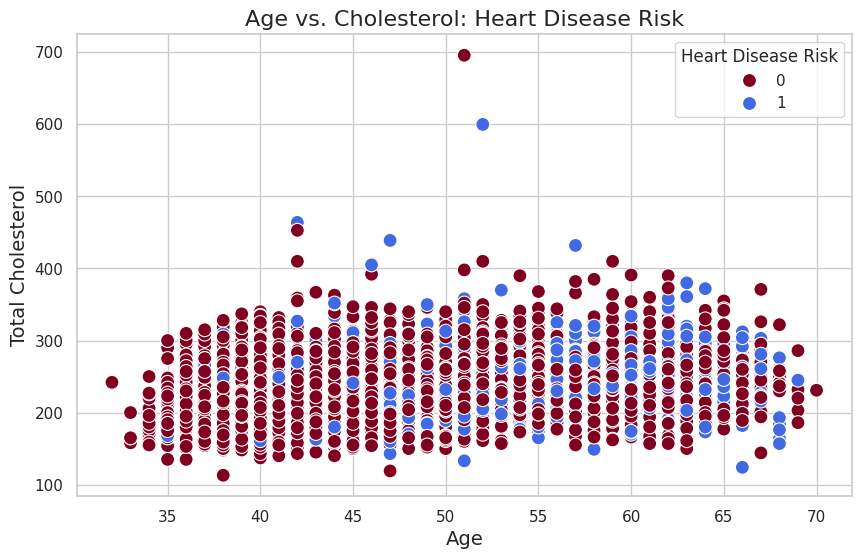 Age vs. Cholesterol: Heart Disease Risk
700
600
500
400
300
200
100
Total Cholesterol
Heart Disease Risk
0
1
35 40 45 50 55 60 65 70
Age